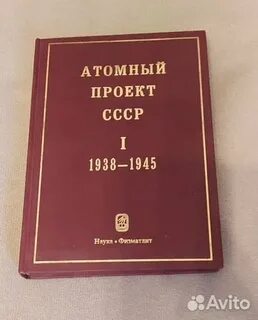 АТОМНЫЙ
ПРОЕКТ
СССР
I
1938—1945
Наука • Физматлит
Avito